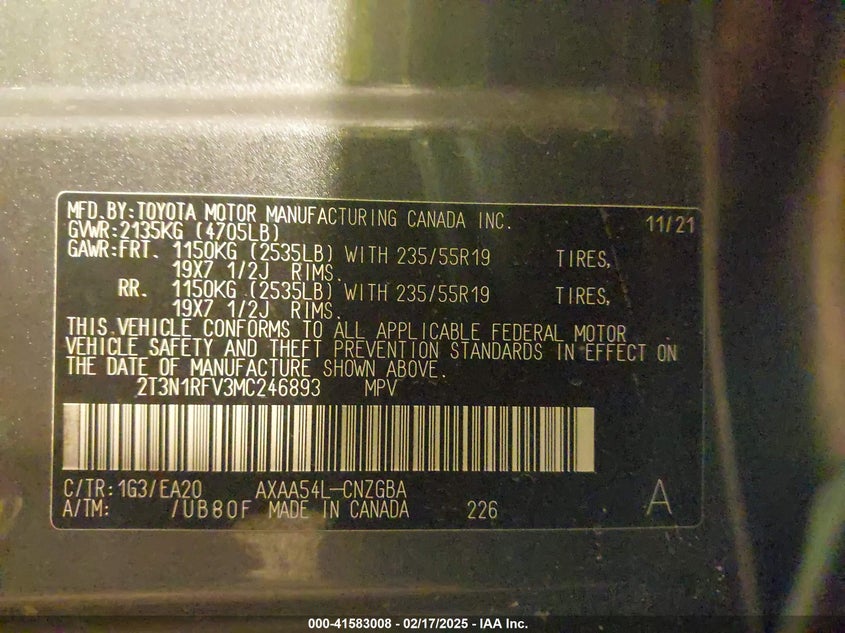 MFD.BY:TOYOTA MOTOR MANUFACTURING CANADA INC. 11/21
GVWR:2135KG (4705LB)
GAWR:FRT. 1150KG (2535LB) WITH 235/55R19 TIRES,
19X7 1/2J RIMS.
RR. 1150KG (2535LB) WITH 235/55R19 TIRES,
19X7 1/2J RIMS.
THIS VEHICLE CONFORMS TO ALL APPLICABLE FEDERAL MOTOR
VEHICLE SAFETY AND THEFT PREVENTION STANDARDS IN EFFECT ON
THE DATE OF MANUFACTURE SHOWN ABOVE.
2T3N1RFV3MC246893 MPV
C/TR:1G3/EA20 AXAA54L-CNZGBA A
A/TM: /UB80F MADE IN CANADA 226
000-41583008 - 02/17/2025 - IAA Inc.